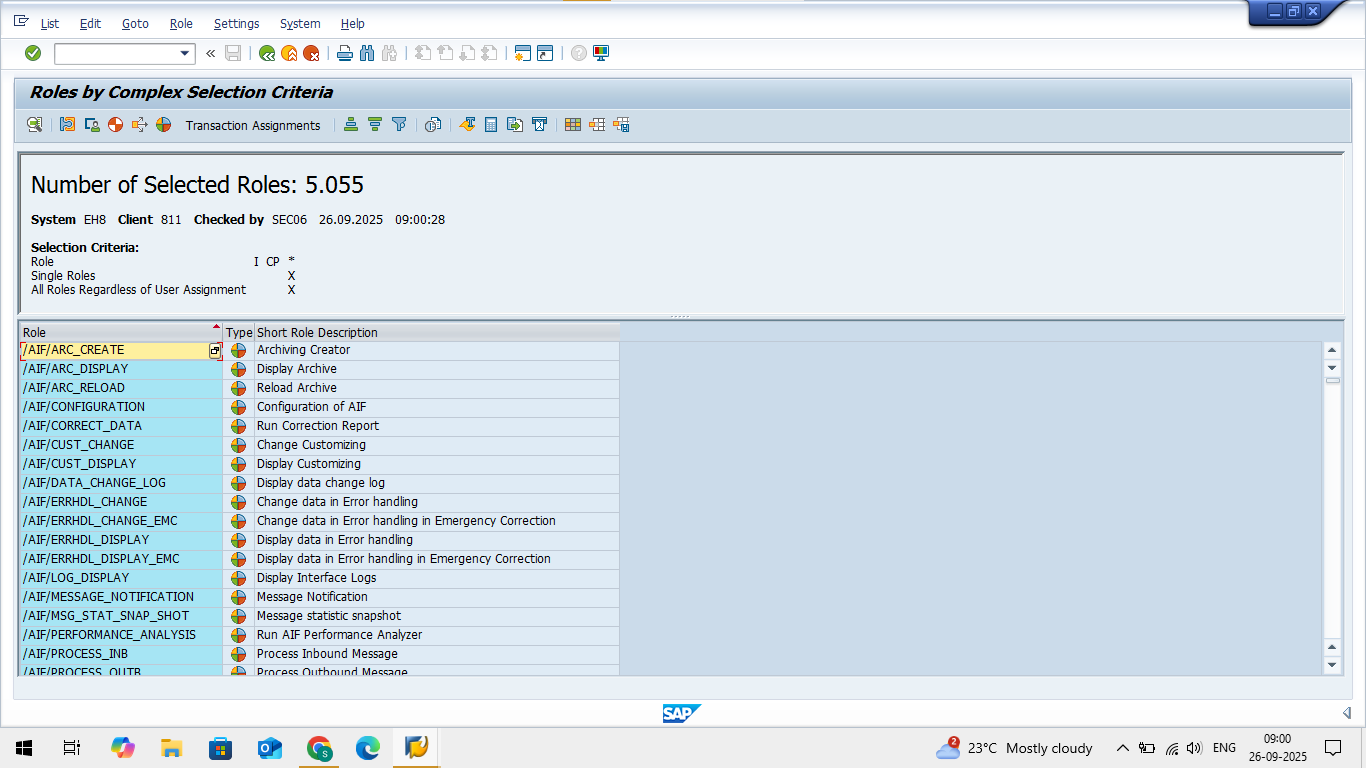 List Edit Goto Role Settings System Help
Roles by Complex Selection Criteria
Transaction Assignments
Number of Selected Roles: 5.055
System EH8 Client 811 Checked by SEC06 26.09.2025 09:00:28
Selection Criteria:
Role I CP *
Single Roles X
All Roles Regardless of User Assignment X
Role Type Short Role Description
/AIF/ARC_CREATE Archiving Creator
/AIF/ARC_DISPLAY Display Archive
/AIF/ARC_RELOAD Reload Archive
/AIF/CONFIGURATION Configuration of AIF
/AIF/CORRECT_DATA Run Correction Report
/AIF/CUST_CHANGE Change Customizing
/AIF/CUST_DISPLAY Display Customizing
/AIF/DATA_CHANGE_LOG Display data change log
/AIF/ERRHDL_CHANGE Change data in Error handling
/AIF/ERRHDL_CHANGE_EMC Change data in Error handling in Emergency Correction
/AIF/ERRHDL_DISPLAY Display data in Error handling
/AIF/ERRHDL_DISPLAY_EMC Display data in Error handling in Emergency Correction
/AIF/LOG_DISPLAY Display Interface Logs
/AIF/MESSAGE_NOTIFICATION Message Notification
/AIF/MSG_STAT_SNAP_SHOT Message statistic snapshot
/AIF/PERFORMANCE_ANALYSIS Run AIF Performance Analyzer
/AIF/PROCESS_INB Process Inbound Message
/AIF/PROCESS_OUTB Process Outbound Message
SAP
2 23°C Mostly cloudy ENG 09:00
26-09-2025